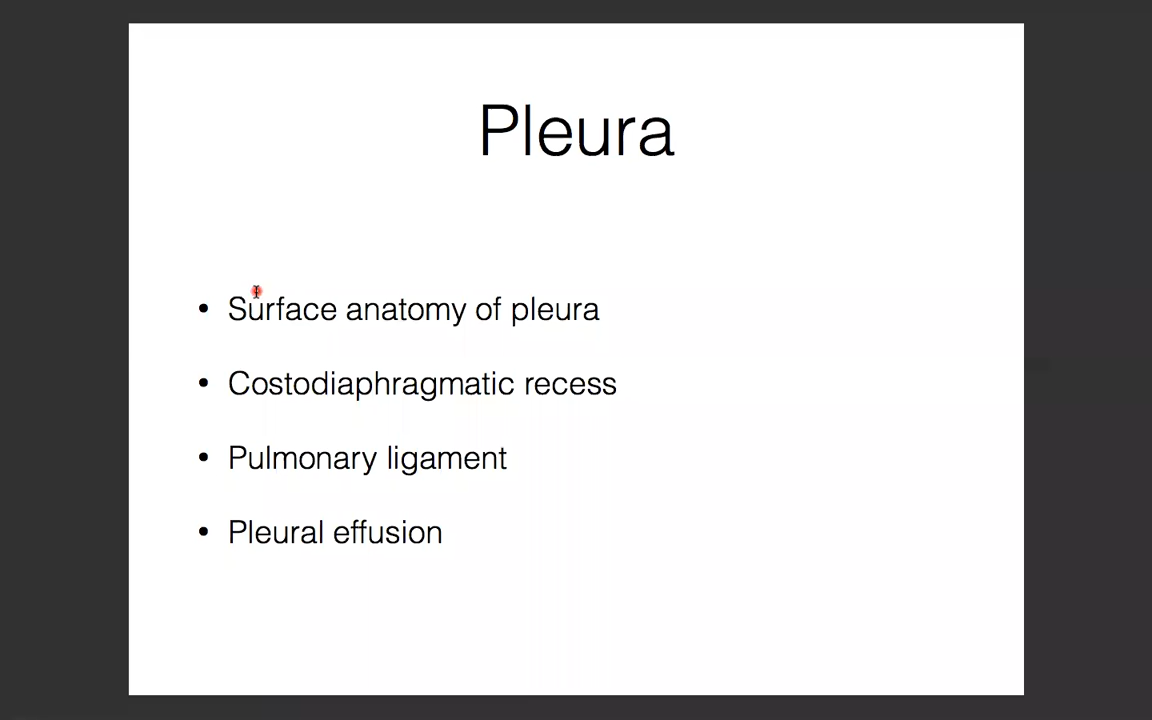 Pleura
• Surface anatomy of pleura
• Costodiaphragmatic recess
• Pulmonary ligament
• Pleural effusion